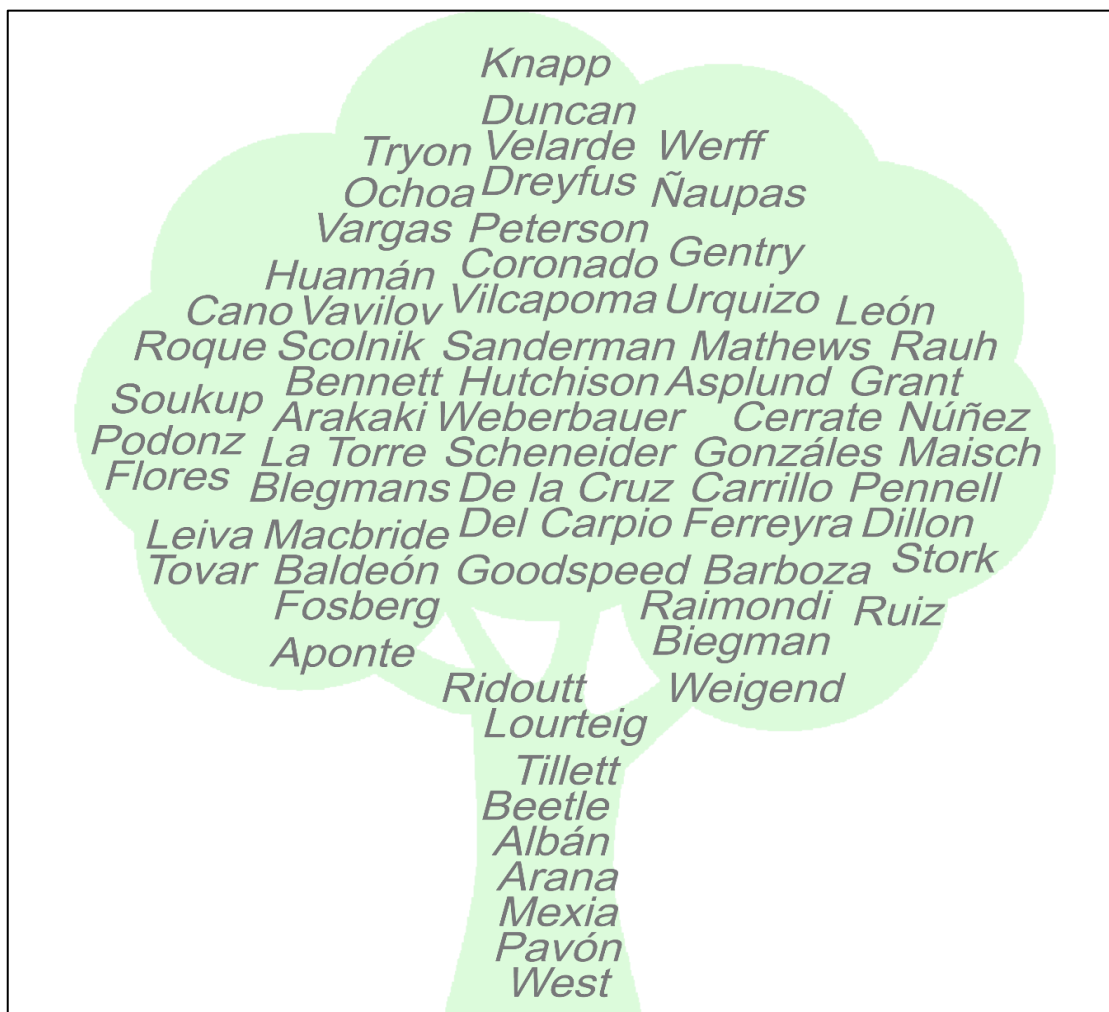 Knapp
Duncan
Tryon Velarde Werff
Ochoa Dreyfus Ñaupas
Vargas Peterson
Coronado Gentry
Huamán
Cano Vavilov Vilcapoma Urquizo León
Roque Scolnik Sanderman Mathews Rauh
Bennett Hutchison Asplund Grant
Soukup
Arakaki Weberbauer Cerrate Núñez
Podonz La Torre Scheneider Gonzáles Maisch
Flores Blegmans De la Cruz Carrillo Pennell
Leiva Macbride Del Carpio Ferreyra Dillon
Stork
Tovar Baldeón Goodspeed Barboza
Fosberg Raimondi Ruiz
Aponte Biegman
Ridoutt Weigend
Lourteig
Tillett
Beetle
Albán
Arana
Mexia
Pavón
West